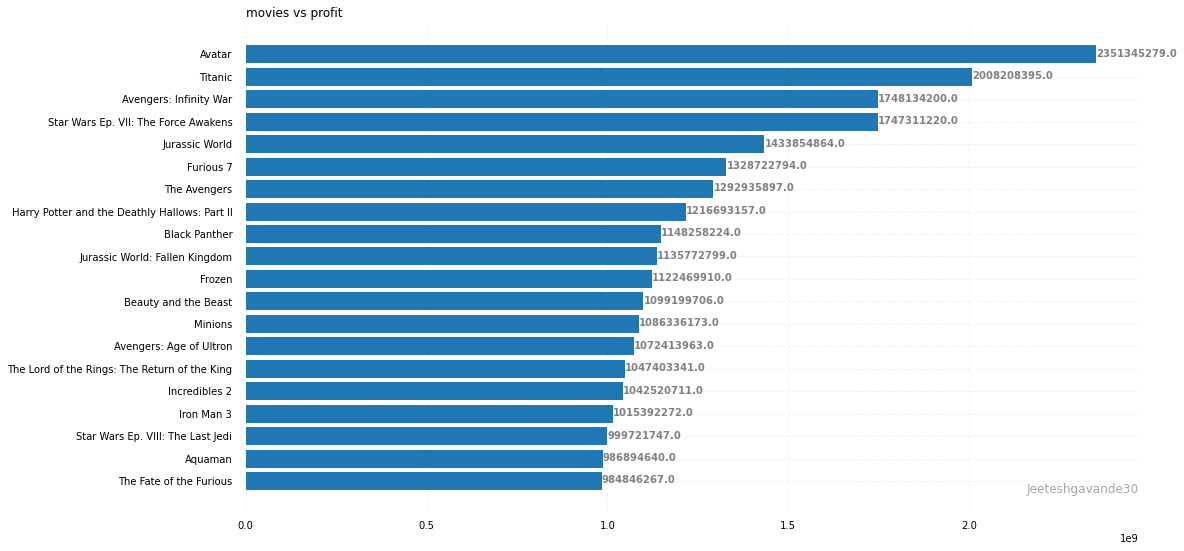 movies vs profit
Avatar 2351345279.0
Titanic 2008208395.0
Avengers: Infinity War 1748134200.0
Star Wars Ep. VII: The Force Awakens 1747311220.0
Jurassic World 1433854864.0
Furious 7 1328722794.0
The Avengers 1292935897.0
Harry Potter and the Deathly Hallows: Part II 1216693157.0
Black Panther 1148258224.0
Jurassic World: Fallen Kingdom 1135772799.0
Frozen 1122469910.0
Beauty and the Beast 1099199706.0
Minions 1086336173.0
Avengers: Age of Ultron 1072413963.0
The Lord of the Rings: The Return of the King 1047403341.0
Incredibles 2 1042520711.0
Iron Man 3 1015392272.0
Star Wars Ep. VIII: The Last Jedi 999721747.0
Aquaman 986894640.0
The Fate of the Furious 984846267.0
Jeeteshgavande30
0.0 0.5 1.0 1.5 2.0
1e9